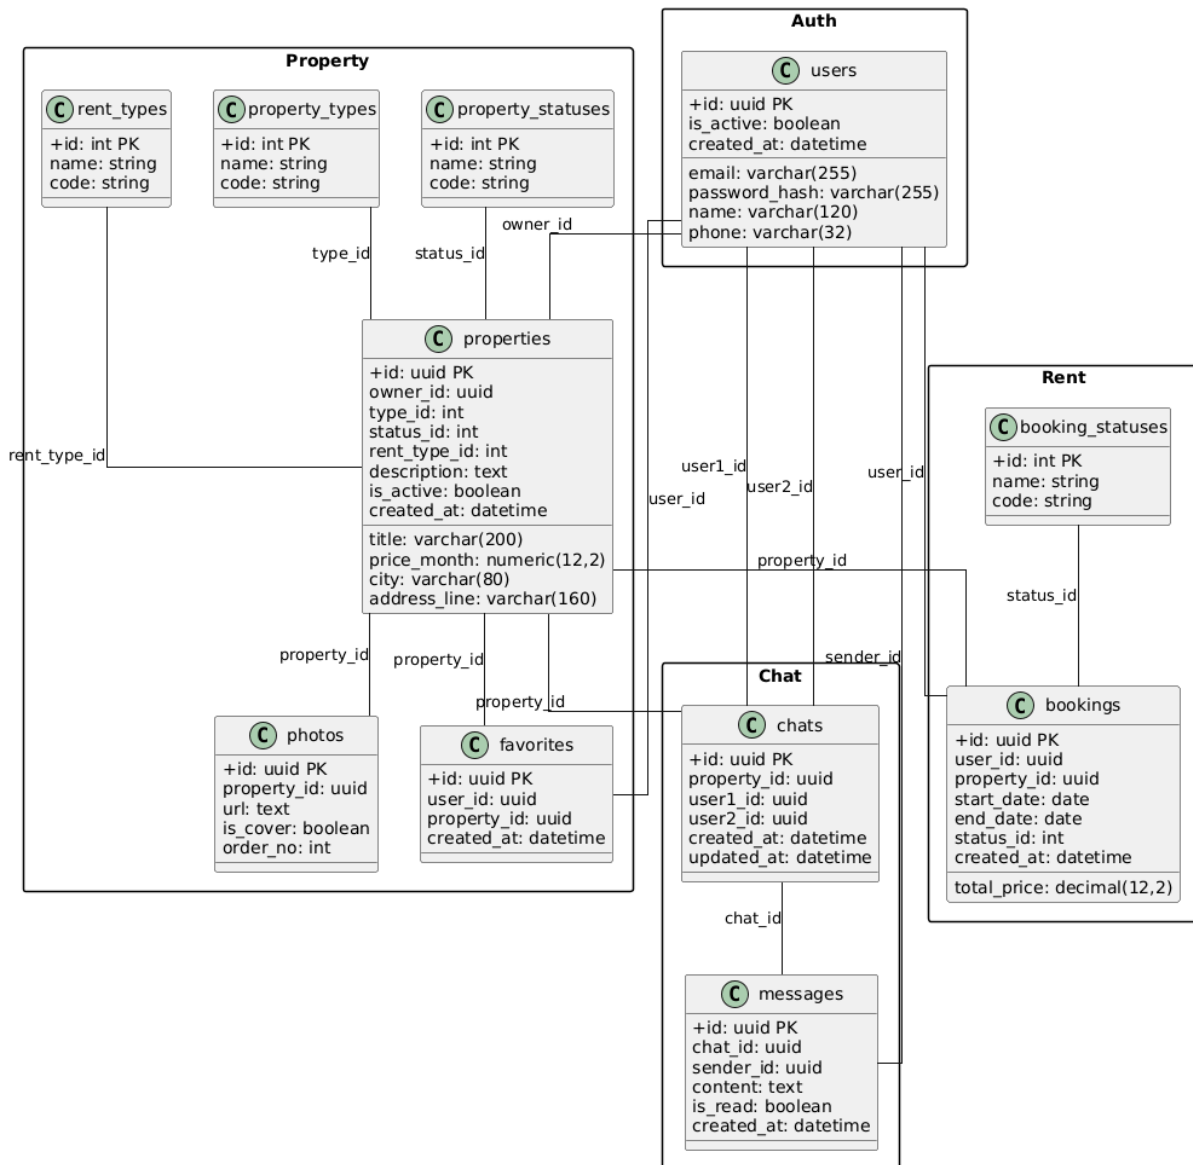 Auth
C users
+id: uuid PK
is_active: boolean
created_at: datetime
email: varchar(255)
password_hash: varchar(255)
name: varchar(120)
phone: varchar(32)
Property
C rent_types
+id: int PK
name: string
code: string
C property_types
+id: int PK
name: string
code: string
C property_statuses
+id: int PK
name: string
code: string
owner_id
type_id
status_id
C properties
+id: uuid PK
owner_id: uuid
type_id: int
status_id: int
rent_type_id: int
description: text
is_active: boolean
created_at: datetime
title: varchar(200)
price_month: numeric(12,2)
city: varchar(80)
address_line: varchar(160)
rent_type_id
user1_id
user2_id
user_id
user_id
property_id
Rent
C booking_statuses
+id: int PK
name: string
code: string
status_id
property_id
property_id
property_id
sender_id
C photos
+id: uuid PK
property_id: uuid
url: text
is_cover: boolean
order_no: int
C favorites
+id: uuid PK
user_id: uuid
property_id: uuid
created_at: datetime
Chat
C chats
+id: uuid PK
property_id: uuid
user1_id: uuid
user2_id: uuid
created_at: datetime
updated_at: datetime
C bookings
+id: uuid PK
user_id: uuid
property_id: uuid
start_date: date
end_date: date
status_id: int
created_at: datetime
total_price: decimal(12,2)
chat_id
C messages
+id: uuid PK
chat_id: uuid
sender_id: uuid
content: text
is_read: boolean
created_at: datetime